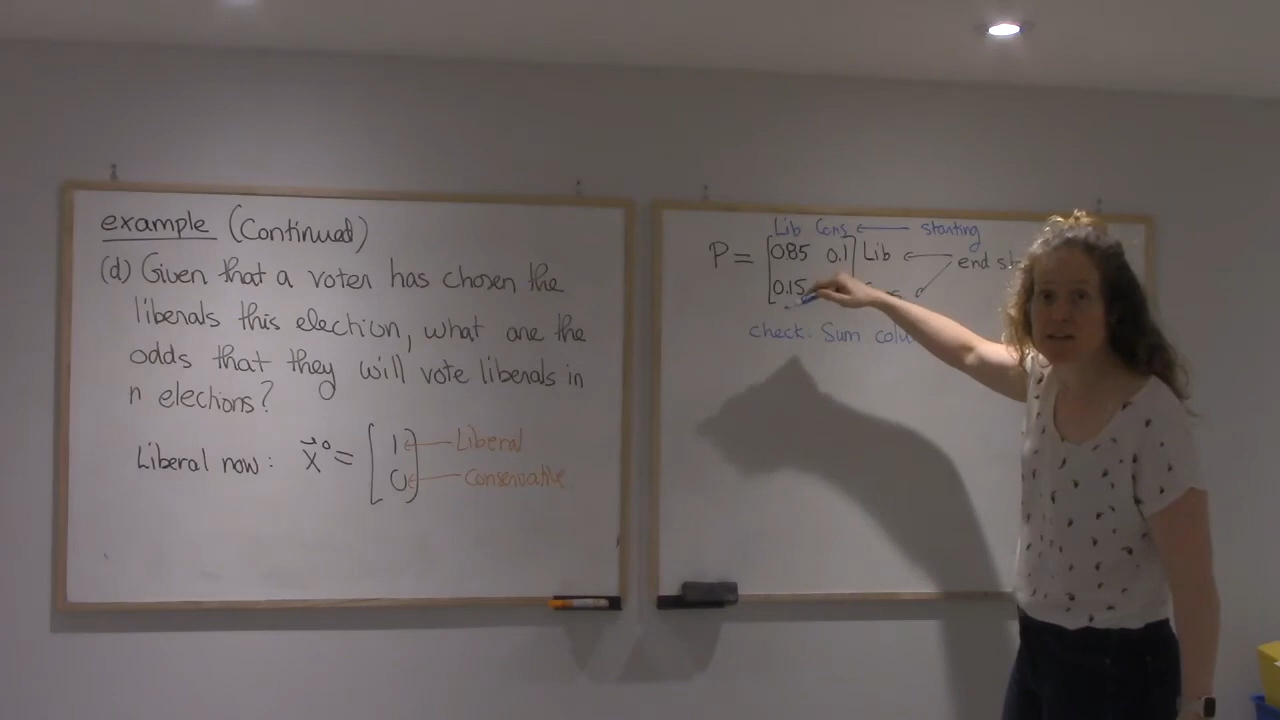 example (Continued)
(d) Given that a voter has chosen the
liberals this election, what are the
odds that they will vote liberals in
n elections?
Liberal now: x⃗⁰ = [ 1 ] Liberal
[ 0 ] Conservative
Lib Cons ← starting
P = [ 0.85 0.1 ] Lib ← end
0.15
check: Sum